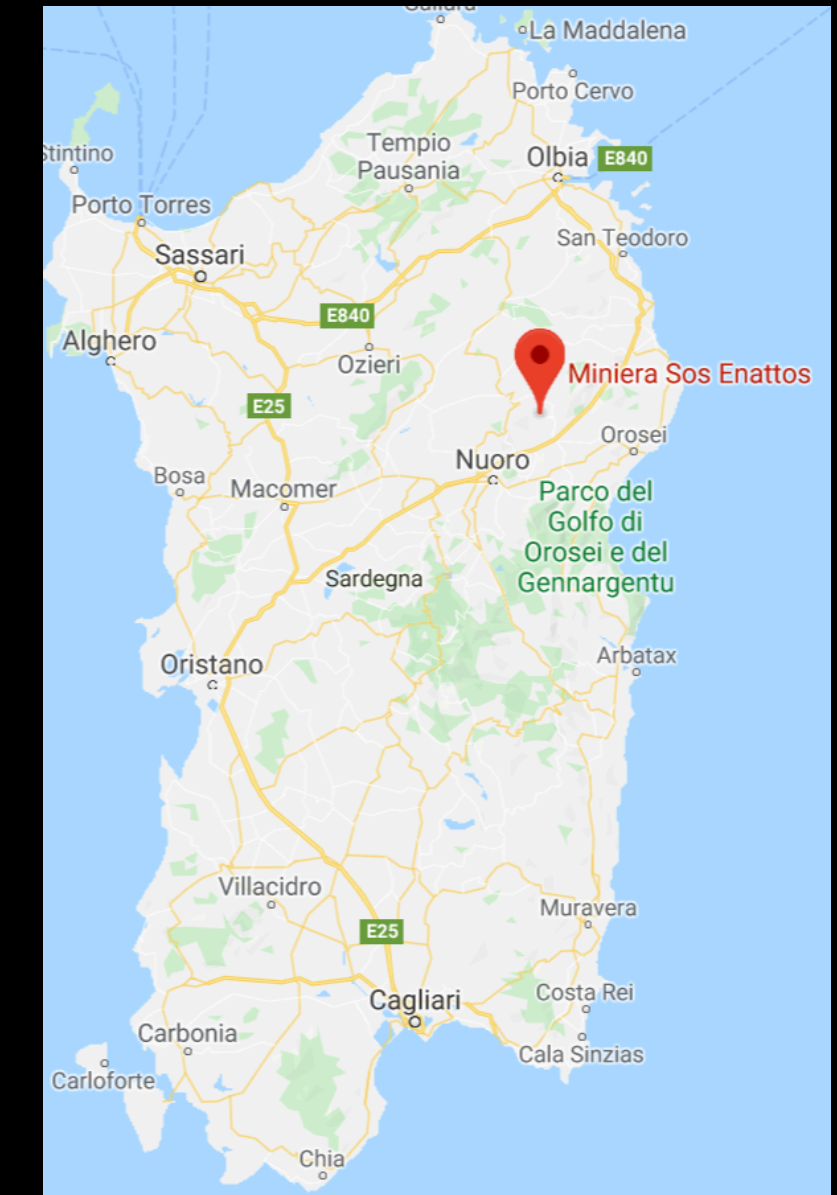 La Maddalena
Porto Cervo
Tempio
Pausania
Olbia
E840
Stintino
Porto Torres
San Teodoro
Sassari
E840
Alghero
Ozieri
Miniera Sos Enattos
E25
Orosei
Nuoro
Bosa
Macomer
Parco del
Golfo di
Orosei e del
Gennargentu
Sardegna
Oristano
Arbatax
Villacidro
Muravera
E25
Costa Rei
Cagliari
Carbonia
Cala Sinzias
Carloforte
Chia